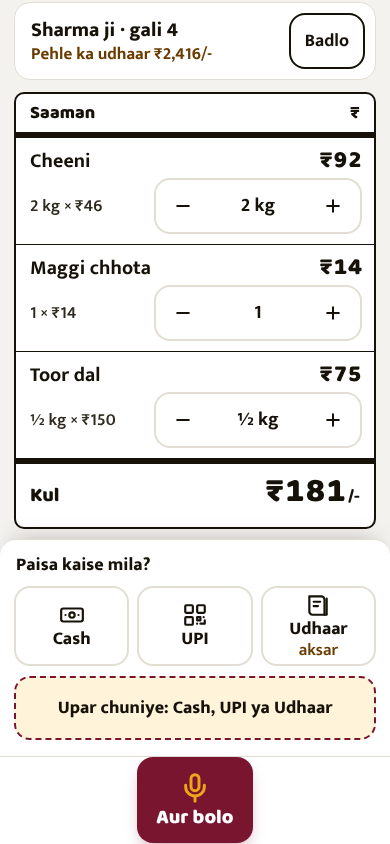 Sharma ji · gali 4
Pehle ka udhaar ₹2,416/-
Badlo
Saaman ₹
Cheeni ₹92
2 kg × ₹46 − 2 kg +
Maggi chhota ₹14
1 × ₹14 − 1 +
Toor dal ₹75
½ kg × ₹150 − ½ kg +
Kul ₹181/-
Paisa kaise mila?
Cash UPI Udhaar
aksar
Upar chuniye: Cash, UPI ya Udhaar
Aur bolo